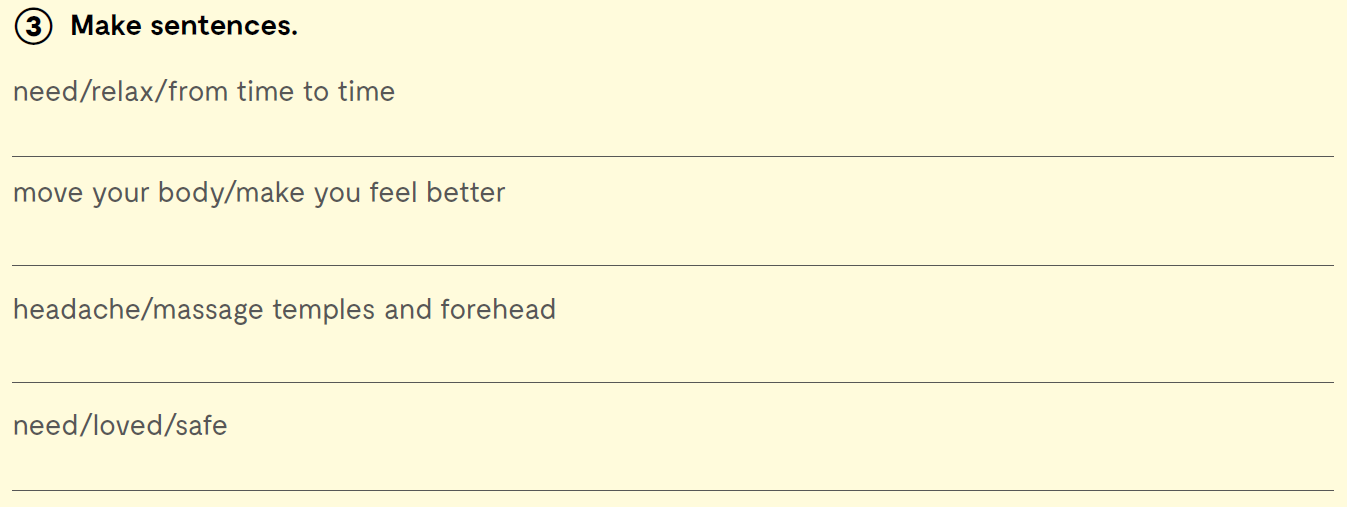 3 Make sentences.
need/relax/from time to time
move your body/make you feel better
headache/massage temples and forehead
need/loved/safe